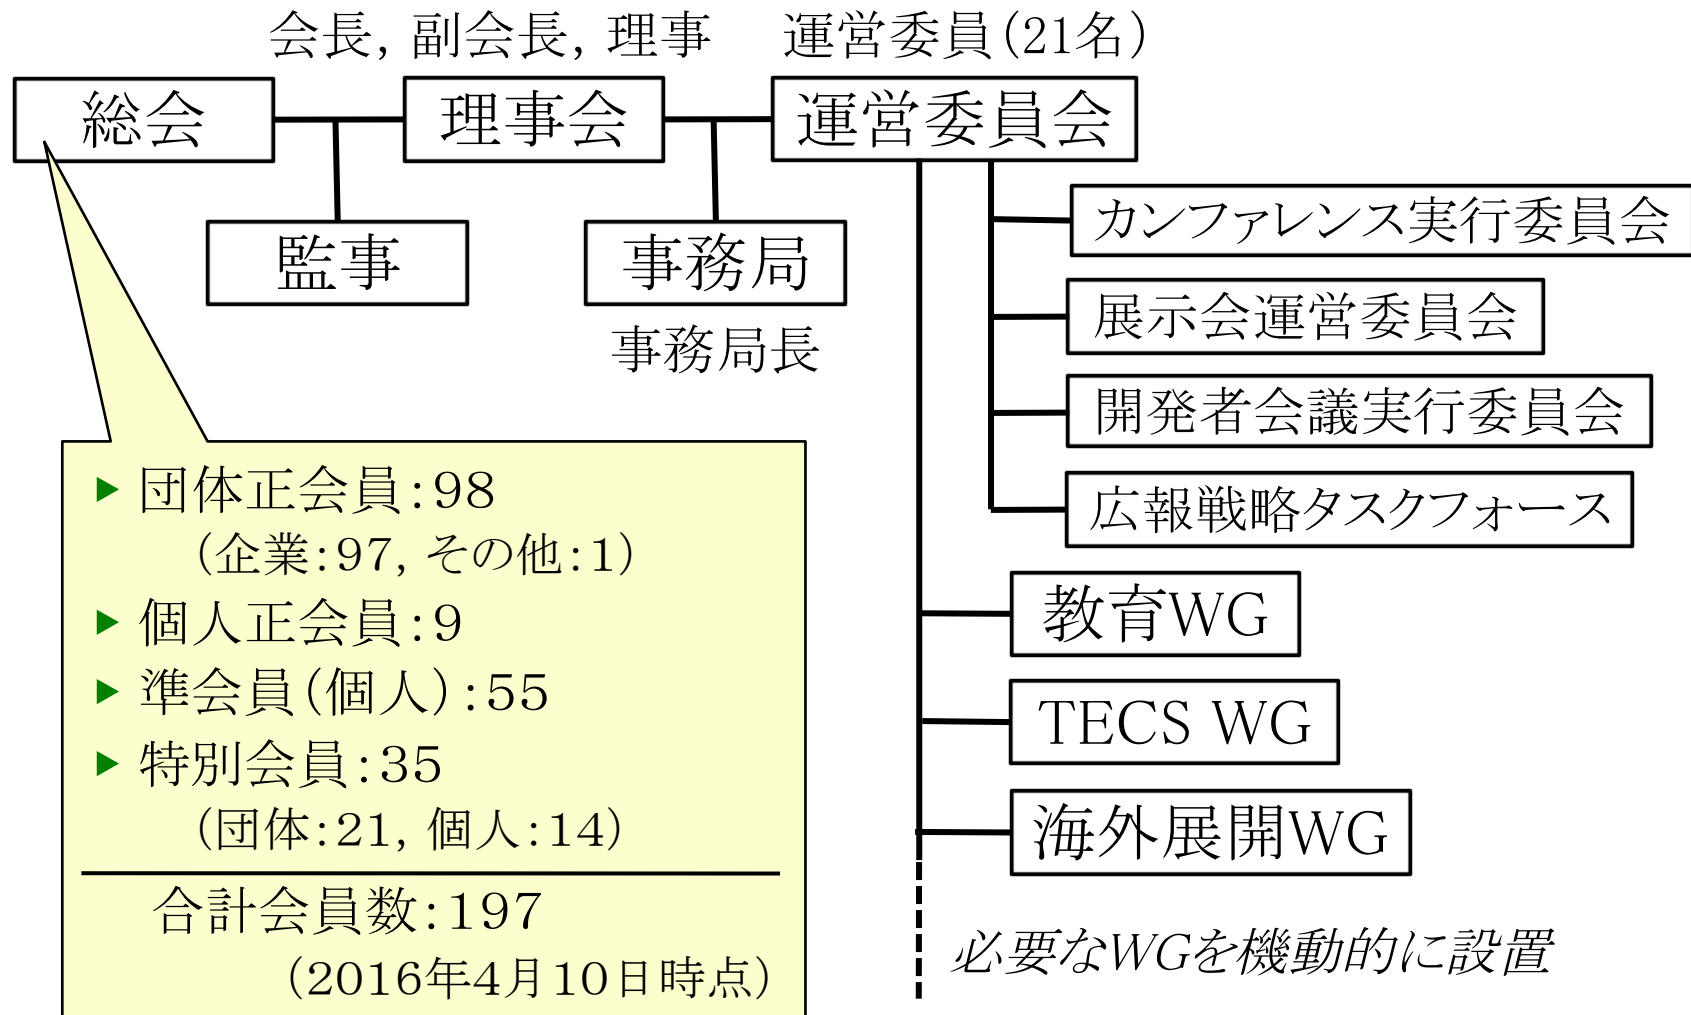 会長, 副会長, 理事
運営委員(21名)
総会
理事会
運営委員会
監事
事務局
事務局長
カンファレンス実行委員会
展示会運営委員会
開発者会議実行委員会
広報戦略タスクフォース
教育WG
TECS WG
海外展開WG
必要なWGを機動的に設置
団体正会員:98
(企業:97, その他:1)
個人正会員:9
準会員(個人):55
特別会員:35
(団体:21, 個人:14)
合計会員数:197
(2016年4月10日時点)